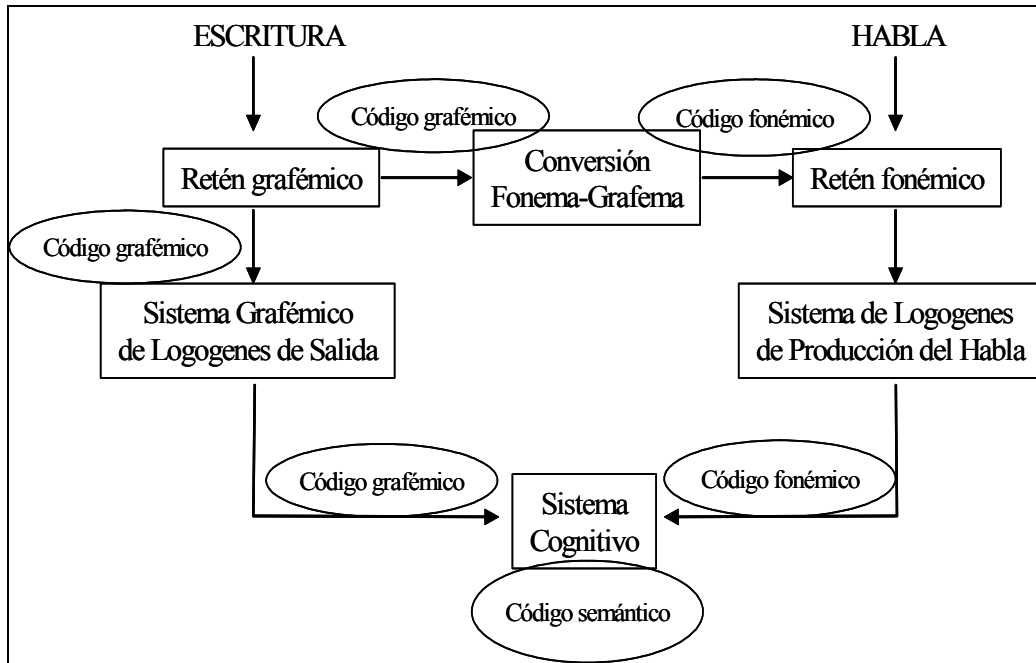 ESCRITURA
HABLA
Código grafémico
Código fonémico
Retén grafémico
Conversión
Fonema-Grafema
Retén fonémico
Código grafémico
Sistema Grafémico
de Logogenes de Salida
Sistema de Logogenes
de Producción del Habla
Código grafémico
Código fonémico
Sistema
Cognitivo
Código semántico